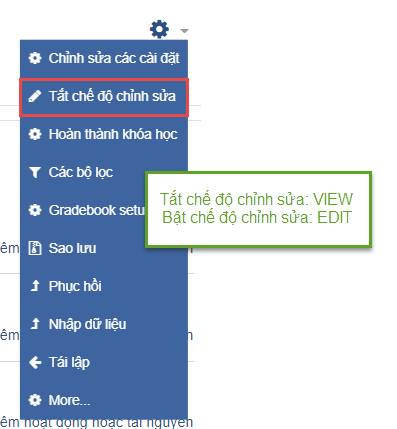 Chỉnh sửa các cài đặt
Tắt chế độ chỉnh sửa
Hoàn thành khóa học
Các bộ lọc
Gradebook setu
Tắt chế độ chỉnh sửa: VIEW
Bật chế độ chỉnh sửa: EDIT
Sao lưu
Phục hồi
Nhập dữ liệu
Tái lập
More...
êm hoạt động hoặc tài nguyên